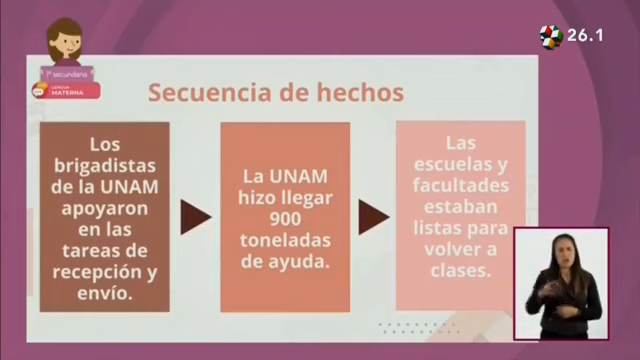 26.1
1º secundaria
LENGUA
MATERNA
Secuencia de hechos
Los
brigadistas
de la UNAM
apoyaron
en las
tareas de
recepción y
envío.
La UNAM
hizo llegar
900
toneladas
de ayuda.
Las
escuelas y
facultades
estaban
listas para
volver a
clases.